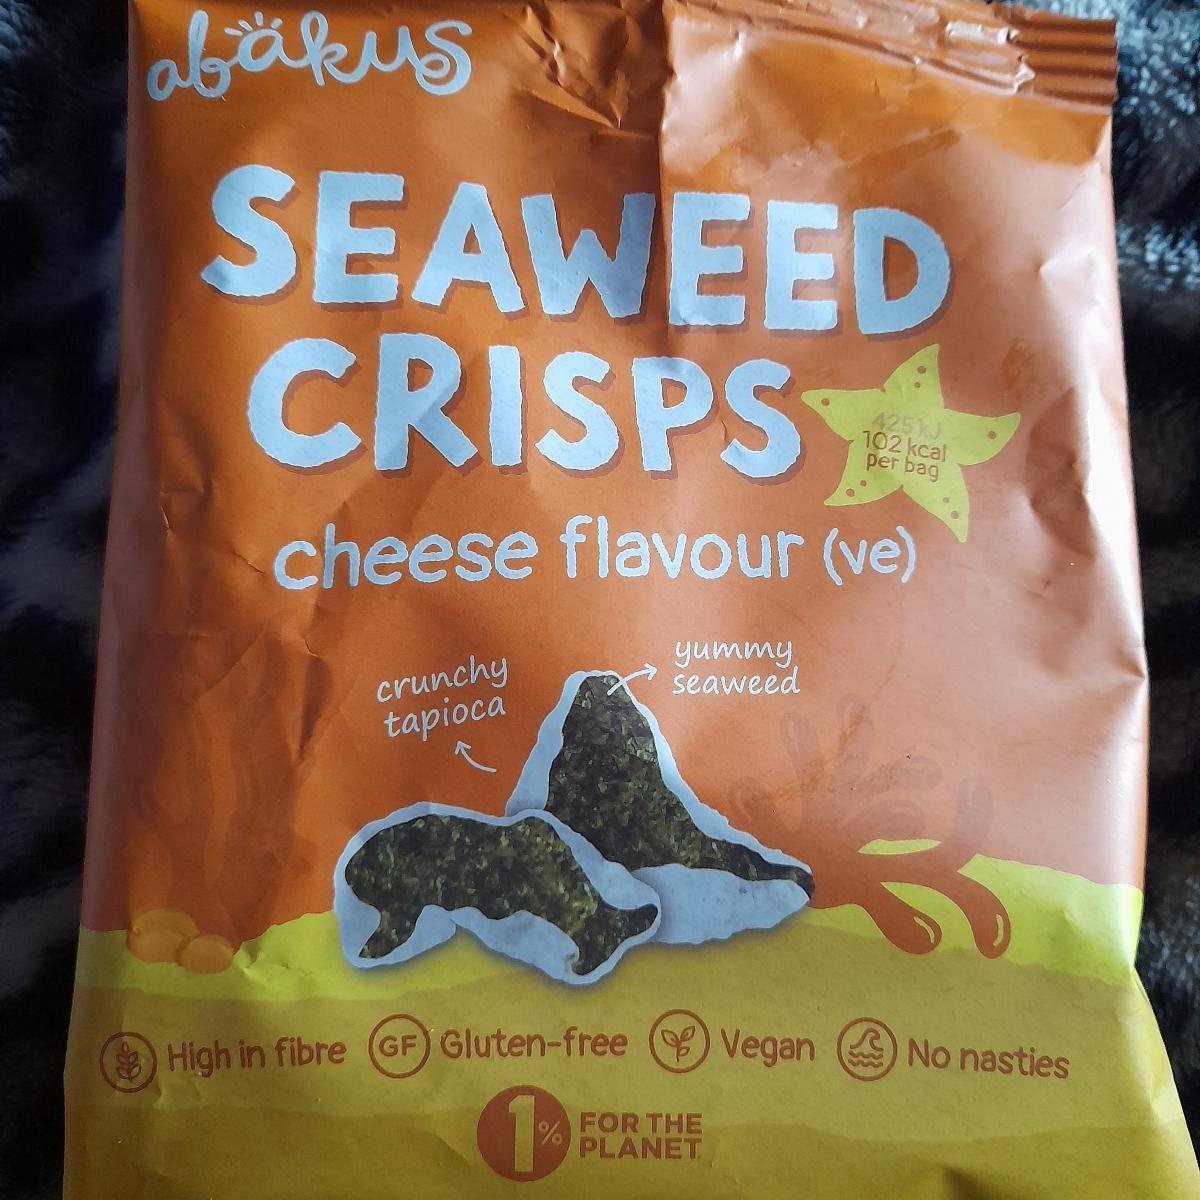 abakus
SEAWEED
CRISPS
425 kJ
102 kcal
per bag
cheese flavour (ve)
crunchy
tapioca
yummy
seaweed
High in fibre
GF
Gluten-free
Vegan
No nasties
1%
FOR THE
PLANET